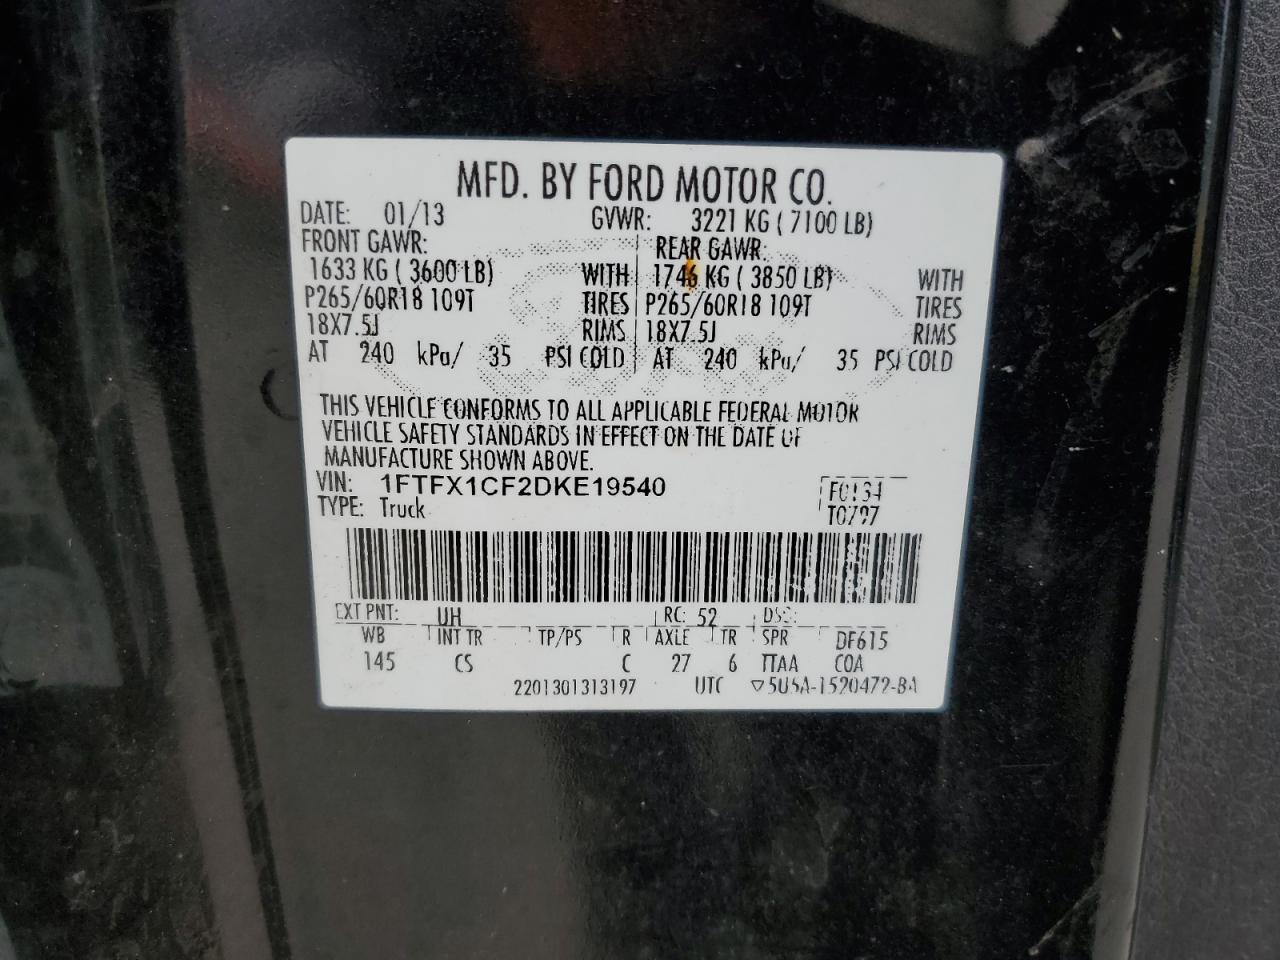 MFD. BY FORD MOTOR CO.
DATE: 01/13 GVWR: 3221 KG ( 7100 LB)
FRONT GAWR: REAR GAWR:
1633 KG ( 3600 LB) WITH 1746 KG ( 3850 LB) WITH
P265/60R18 109T TIRES P265/60R18 109T TIRES
18X7.5J RIMS 18X7.5J RIMS
AT 240 kPa/ 35 PSI COLD AT 240 kPa/ 35 PSI COLD
THIS VEHICLE CONFORMS TO ALL APPLICABLE FEDERAL MOTOR
VEHICLE SAFETY STANDARDS IN EFFECT ON THE DATE OF
MANUFACTURE SHOWN ABOVE.
VIN: 1FTFX1CF2DKE19540 F0134
TYPE: Truck T0797
EXT PNT: UH RC: 52 DSO:
WB INT TR TP/PS R AXLE TR SPR DF615
145 CS C 27 6 TTAA COA
2201301313197 UTC ▽5U5A-1520472-BA